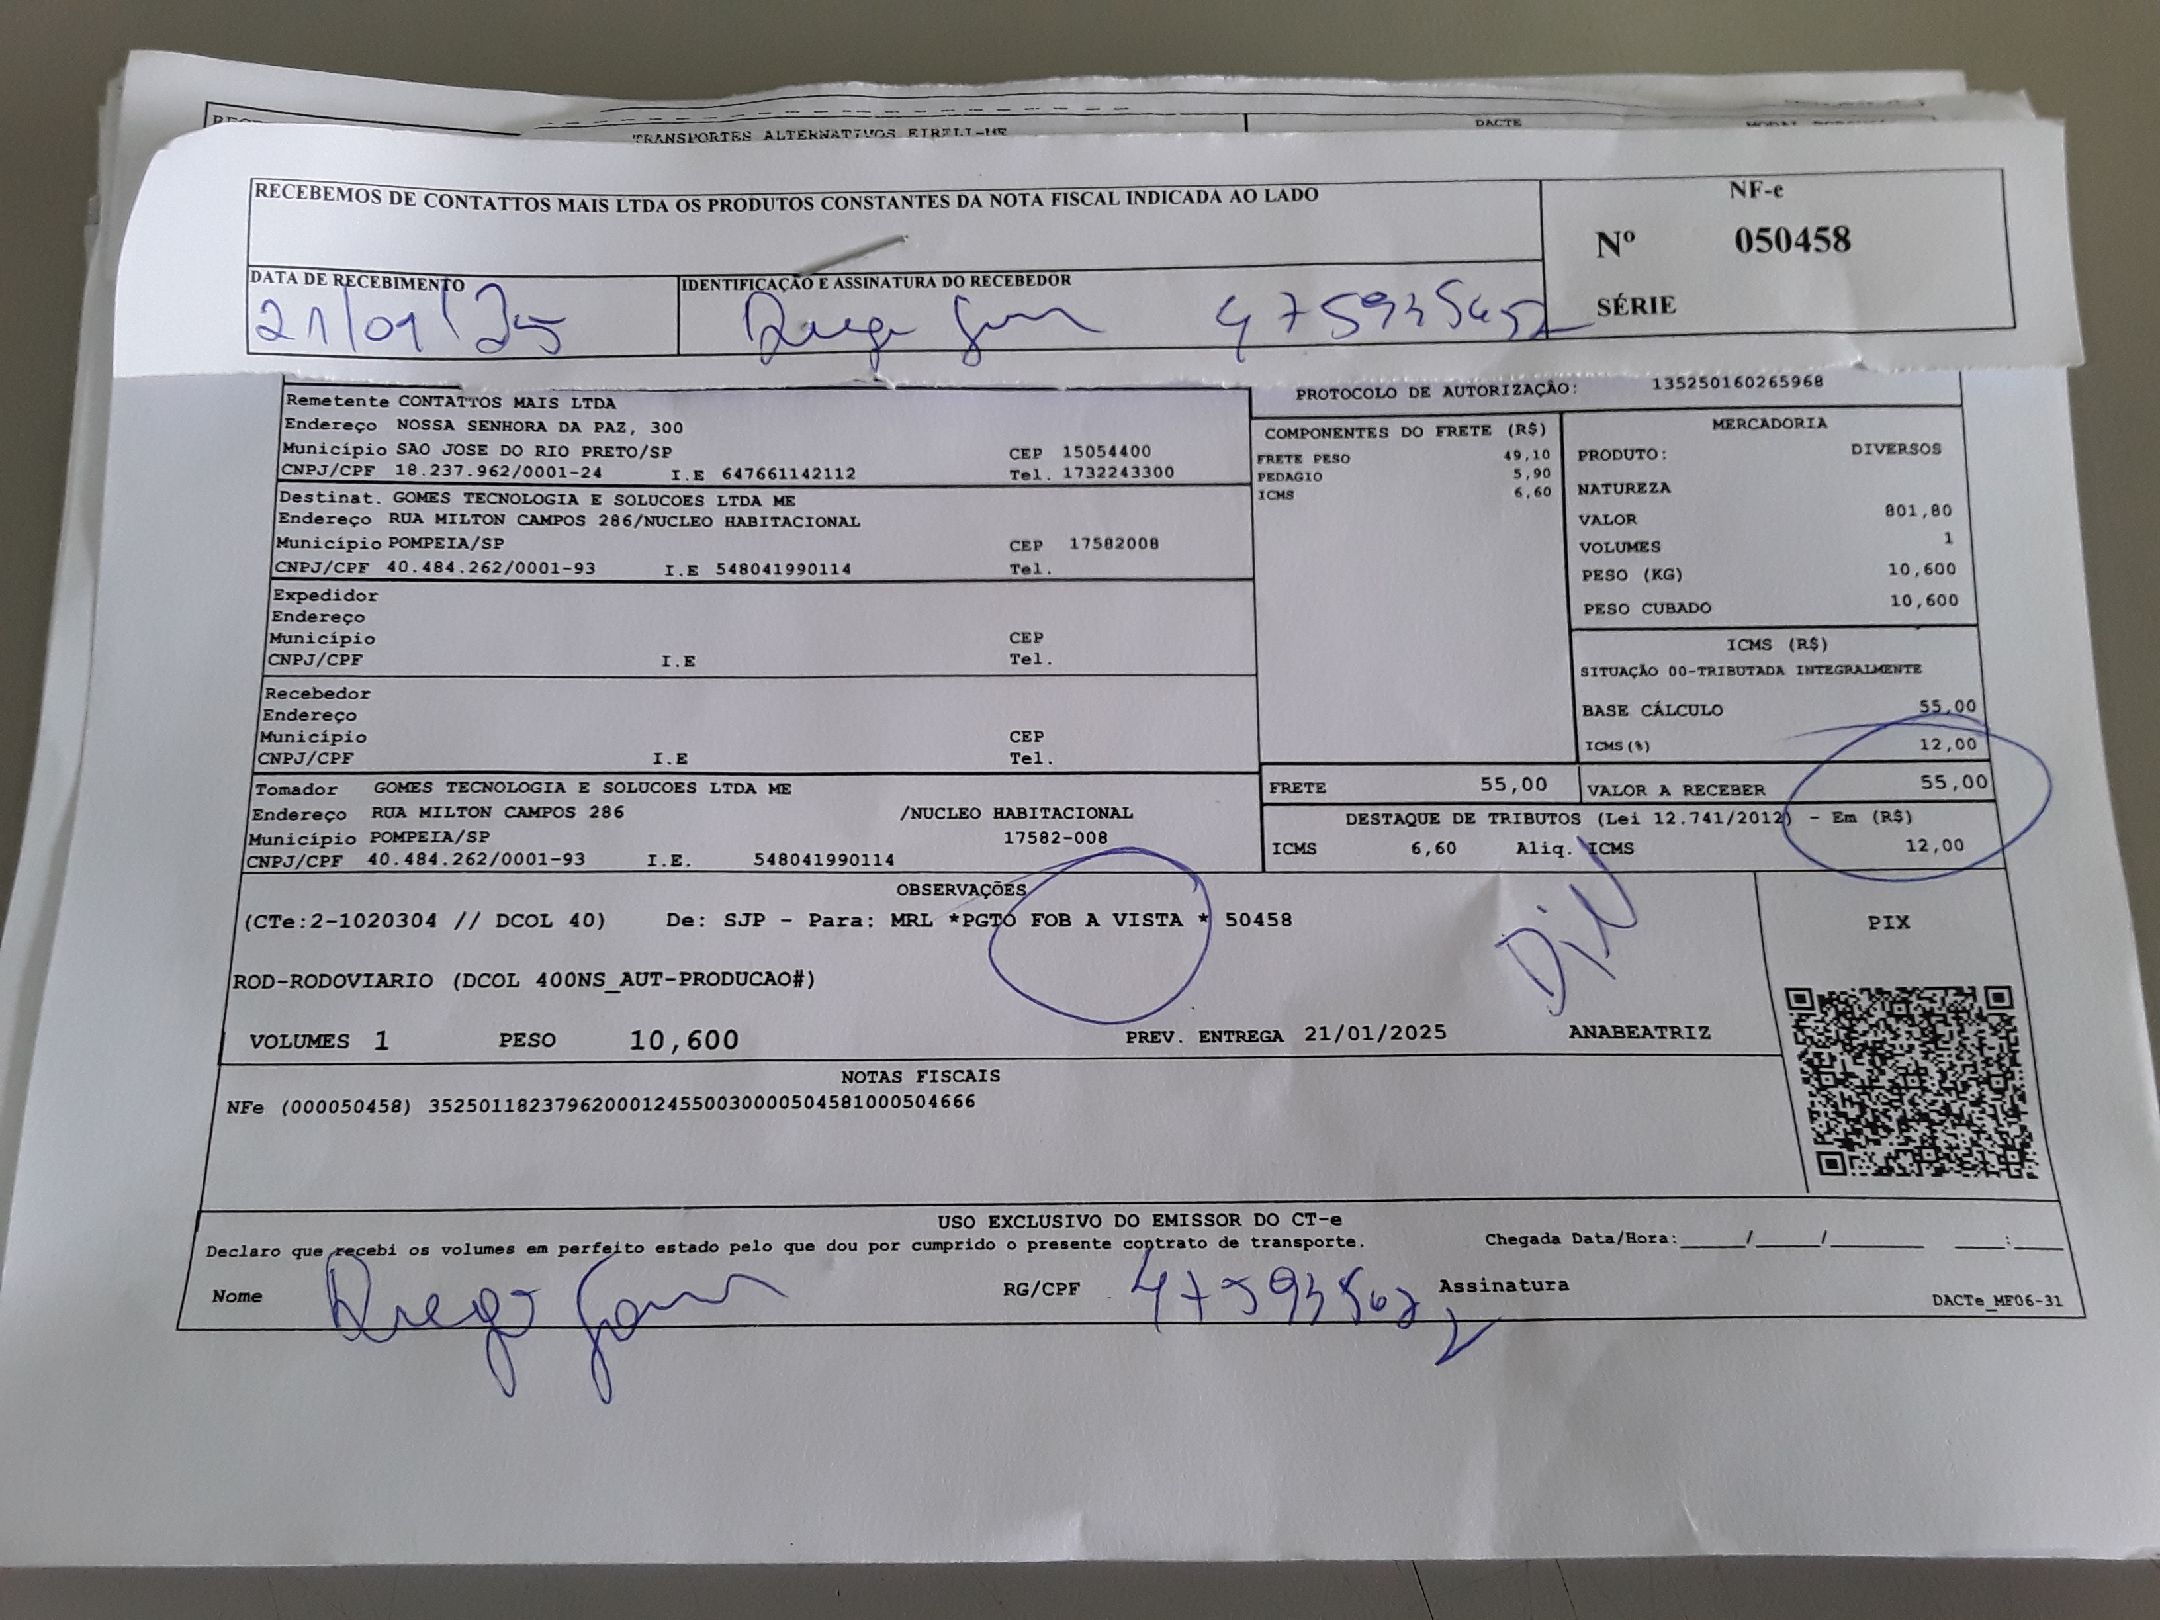 TRANSPORTES ALTERNATIVOS EIRELI-ME
DACTE
RECEBEMOS DE CONTATTOS MAIS LTDA OS PRODUTOS CONSTANTES DA NOTA FISCAL INDICADA AO LADO
NF-e
Nº 050458
SÉRIE
DATA DE RECEBIMENTO
IDENTIFICAÇÃO E ASSINATURA DO RECEBEDOR
21/01/25
PROTOCOLO DE AUTORIZAÇÃO: 135250160265968
Remetente CONTATTOS MAIS LTDA
Endereço NOSSA SENHORA DA PAZ, 300
Município SAO JOSE DO RIO PRETO/SP CEP 15054400
CNPJ/CPF 18.237.962/0001-24 I.E 647661142112 Tel. 1732243300
Destinat. GOMES TECNOLOGIA E SOLUCOES LTDA ME
Endereço RUA MILTON CAMPOS 286/NUCLEO HABITACIONAL
Município POMPEIA/SP CEP 17582008
CNPJ/CPF 40.484.262/0001-93 I.E 548041990114 Tel.
Expedidor
Endereço
Município CEP
CNPJ/CPF I.E Tel.
Recebedor
Endereço
Município CEP
CNPJ/CPF I.E Tel.
Tomador GOMES TECNOLOGIA E SOLUCOES LTDA ME
Endereço RUA MILTON CAMPOS 286 /NUCLEO HABITACIONAL
Município POMPEIA/SP 17582-008
CNPJ/CPF 40.484.262/0001-93 I.E. 548041990114
COMPONENTES DO FRETE (R$)
FRETE PESO 49,10
PEDAGIO 5,90
ICMS 6,60
MERCADORIA
PRODUTO: DIVERSOS
NATUREZA
VALOR 801,80
VOLUMES 1
PESO (KG) 10,600
PESO CUBADO 10,600
ICMS (R$)
SITUAÇÃO 00-TRIBUTADA INTEGRALMENTE
BASE CÁLCULO 55,00
ICMS(%) 12,00
FRETE 55,00
VALOR A RECEBER 55,00
DESTAQUE DE TRIBUTOS (Lei 12.741/2012) - Em (R$)
ICMS 6,60 Aliq. ICMS 12,00
OBSERVAÇÕES
(CTe:2-1020304 // DCOL 40) De: SJP - Para: MRL *PGTO FOB A VISTA * 50458
ROD-RODOVIARIO (DCOL 400NS_AUT-PRODUCAO#)
VOLUMES 1 PESO 10,600 PREV. ENTREGA 21/01/2025 ANABEATRIZ
PIX
NOTAS FISCAIS
NFe (000050458) 35250118237962000124550030000504581000504666
USO EXCLUSIVO DO EMISSOR DO CT-e
Declaro que recebi os volumes em perfeito estado pelo que dou por cumprido o presente contrato de transporte. Chegada Data/Hora:_____/_____/_______ ____:____
Nome Diego RG/CPF Assinatura
DACTe_MF06-31